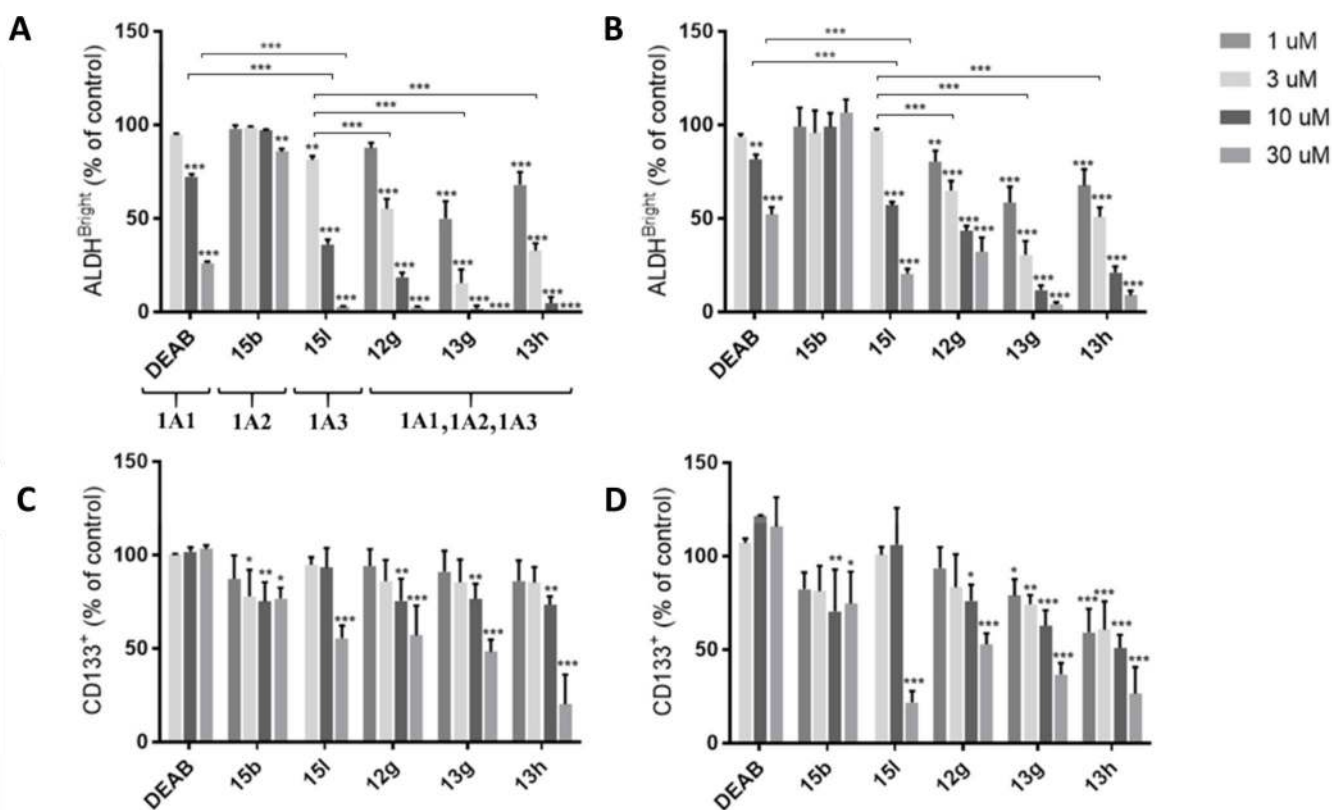 A
ALDH^Bright (% of control)
150
100
50
0
***
***
***
***
***
***
***
**
**
***
***
***
***
***
***
***
***
***
***
***
***
***
DEAB
15b
15l
12g
13g
13h
1A1
1A2
1A3
1A1,1A2,1A3
B
ALDH^Bright (% of control)
150
100
50
0
***
***
***
***
***
**
***
***
***
**
***
***
***
***
***
***
***
***
***
***
***
DEAB
15b
15l
12g
13g
13h
1 uM
3 uM
10 uM
30 uM
C
CD133+ (% of control)
150
100
50
0
*
**
*
***
**
***
**
***
**
***
DEAB
15b
15l
12g
13g
13h
D
CD133+ (% of control)
150
100
50
0
**
*
***
*
***
*
**
***
***
***
***
***
***
DEAB
15b
15l
12g
13g
13h